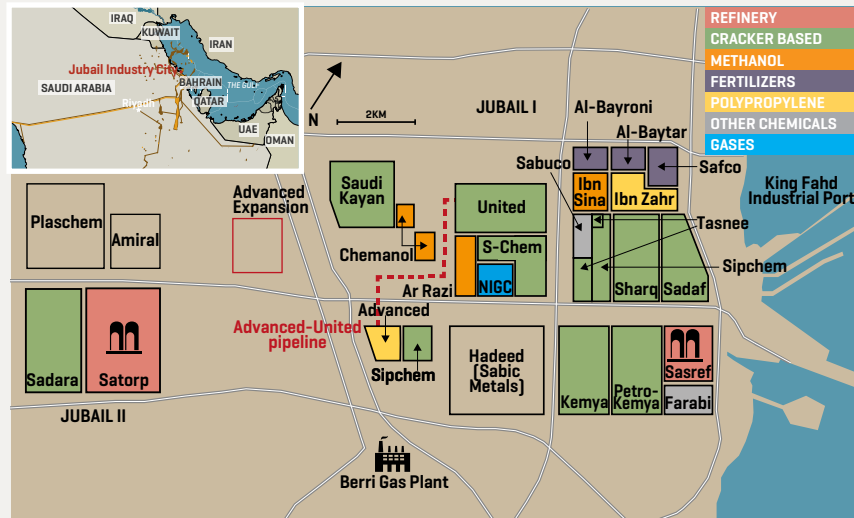 IRAQ
KUWAIT
IRAN
Jubail Industry City
SAUDI ARABIA
BAHRAIN
THE GULF
Riyadh
QATAR
UAE
OMAN
N
2KM
JUBAIL I
REFINERY
CRACKER BASED
METHANOL
FERTILIZERS
POLYPROPYLENE
OTHER CHEMICALS
GASES
Al-Bayroni
Al-Baytar
Sabuco
Safco
King Fahd
Industrial Port
Plaschem
Amiral
Advanced
Expansion
Saudi
Kayan
Chemanol
United
S-Chem
Ar Razi
NIGC
Ibn
Sina
Ibn Zahr
Tasnee
Sipchem
Sharq
Sadaf
Advanced
Advanced-United
pipeline
Sipchem
Sadara
Satorp
JUBAIL II
Hadeed
(Sabic
Metals)
Kemya
Petro-
Kemya
Sasref
Farabi
Berri Gas Plant